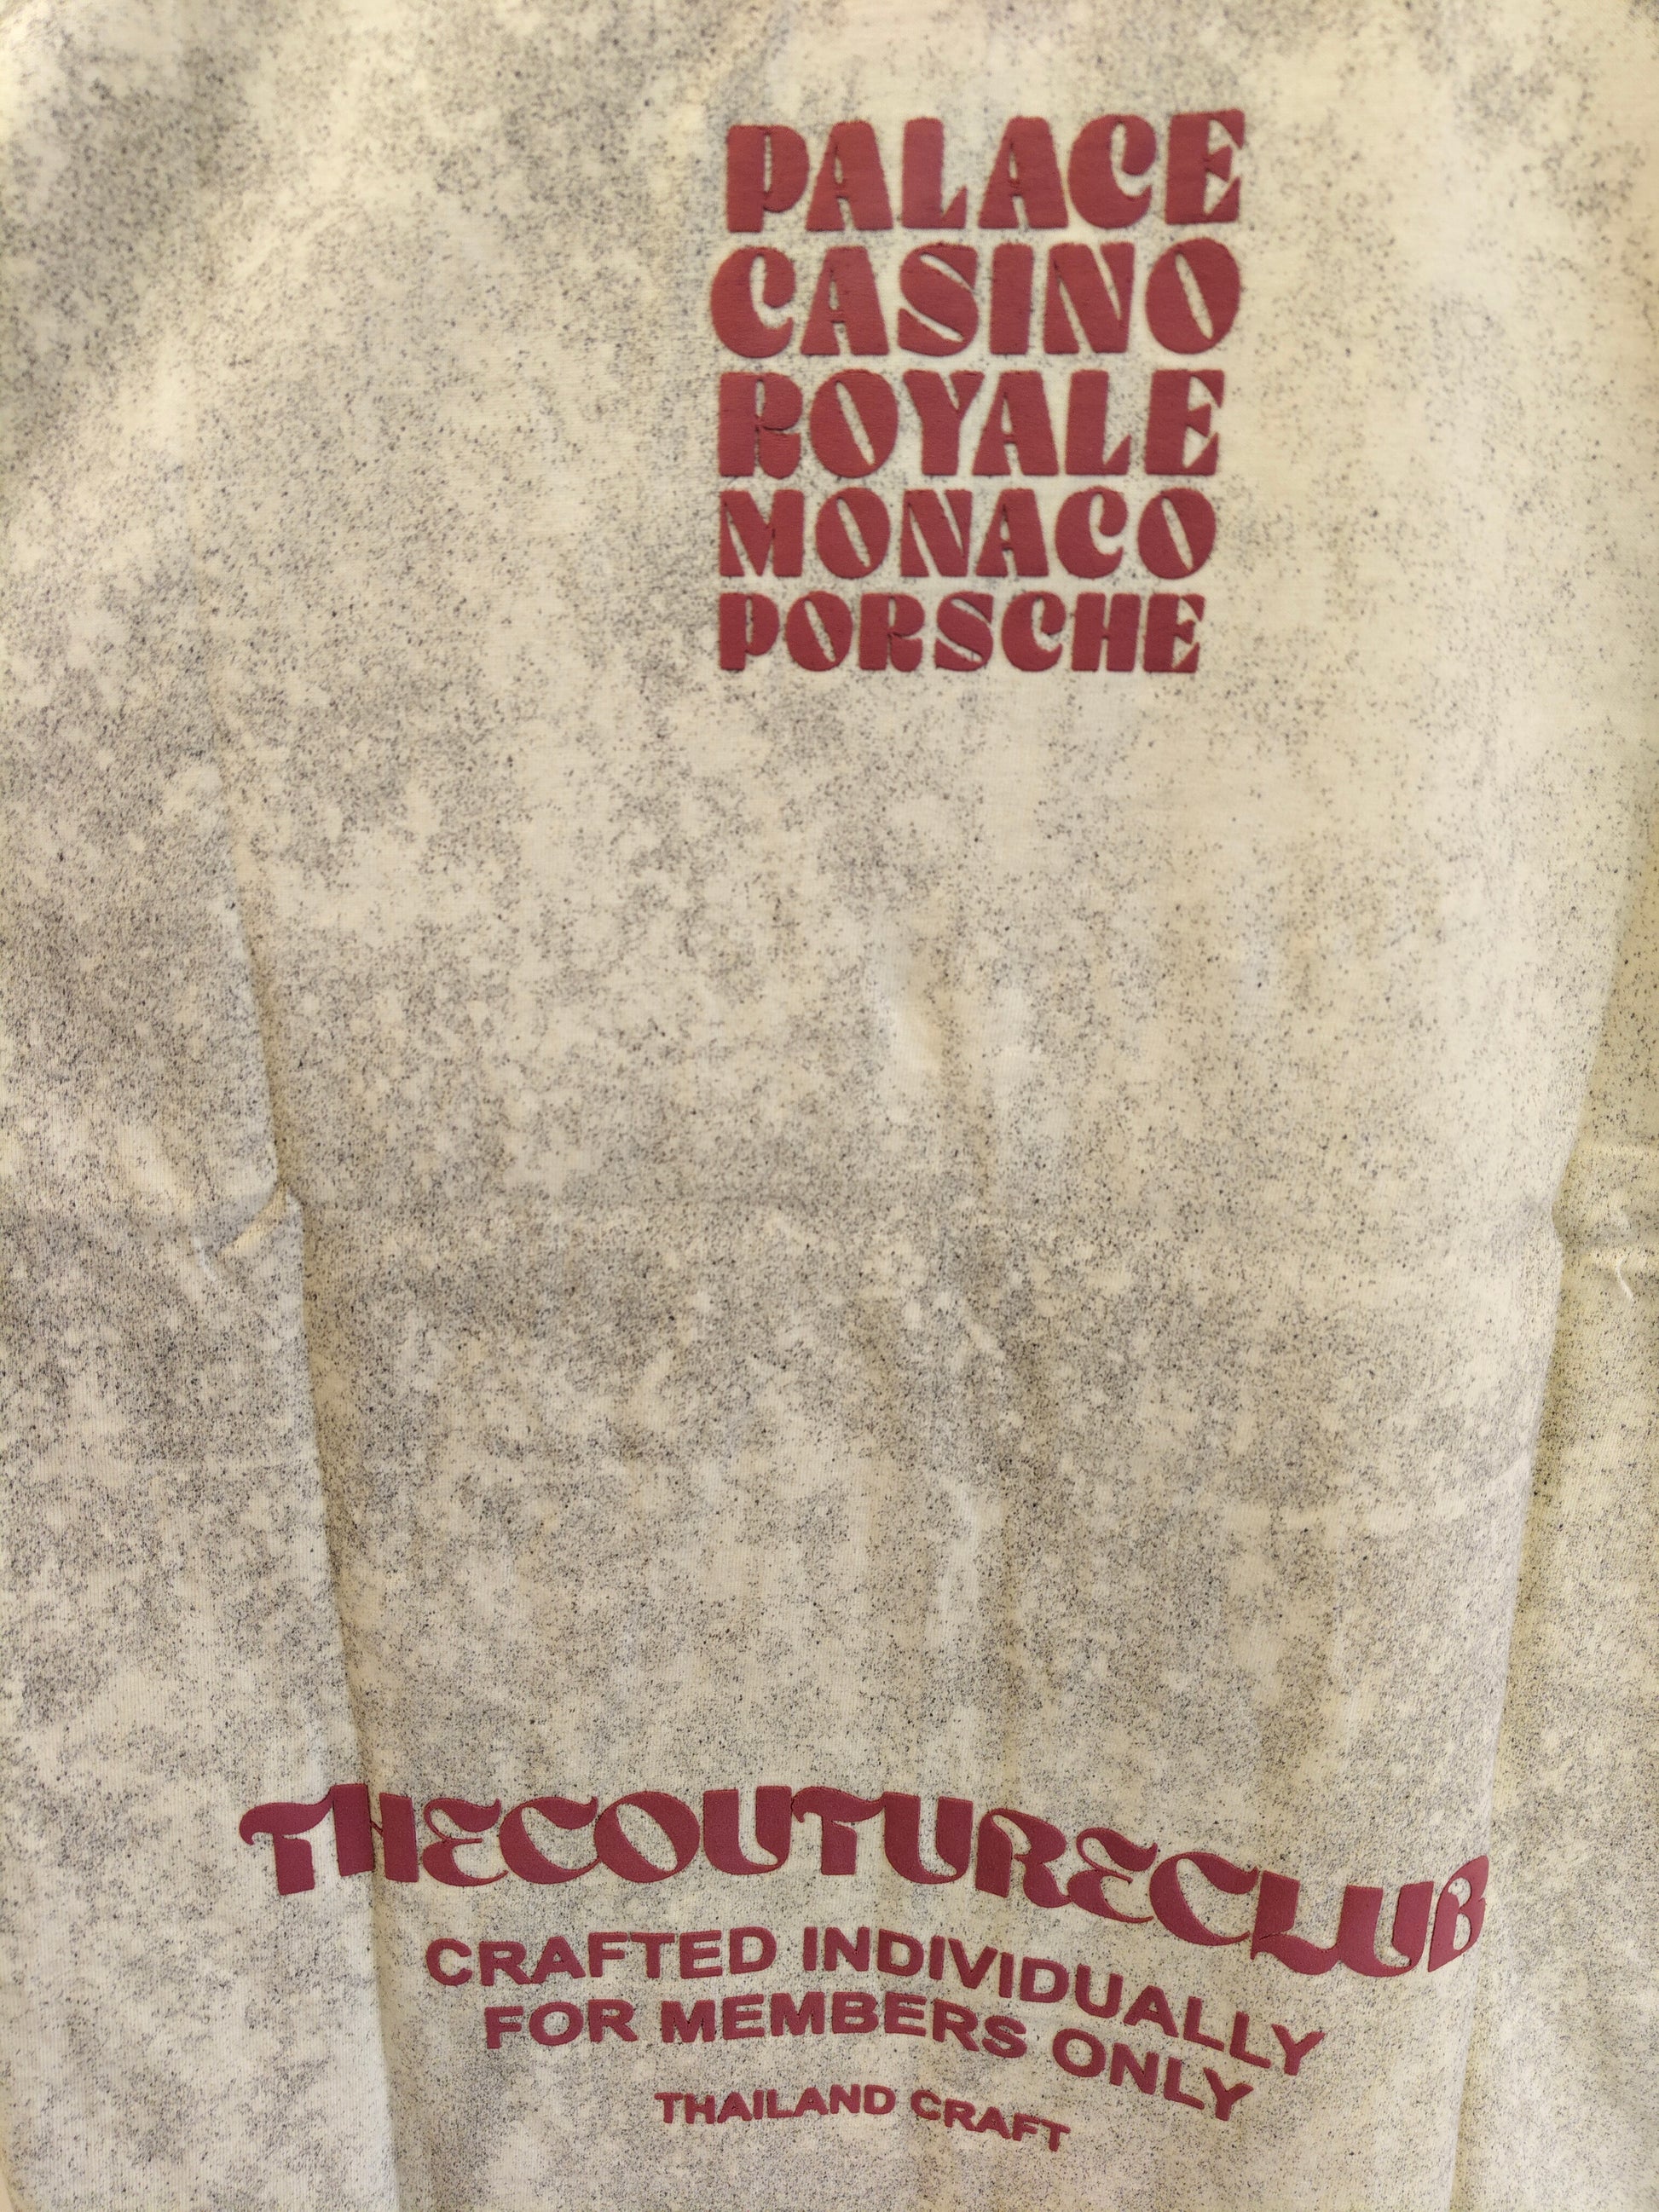 PALACE
CASINO
ROYALE
MONACO
PORSCHE
THECOUTURECLUB
CRAFTED INDIVIDUALLY
FOR MEMBERS ONLY
THAILAND CRAFT